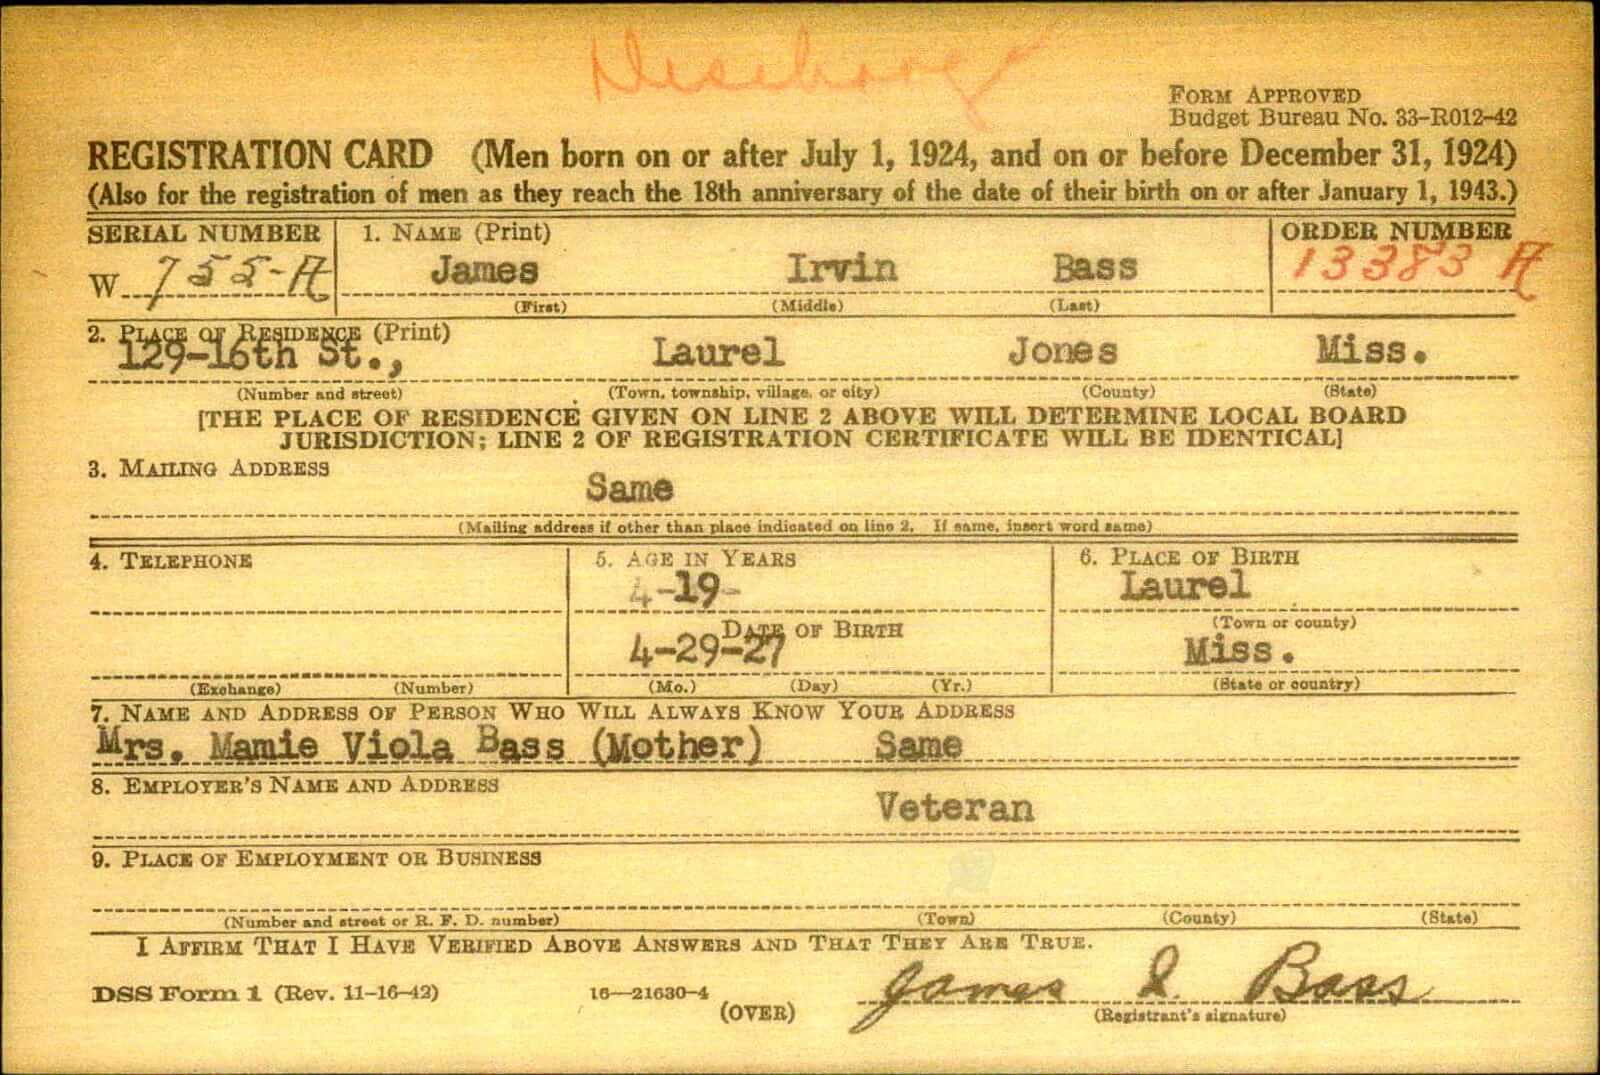 Discharge
FORM APPROVED
Budget Bureau No. 33-R012-42
REGISTRATION CARD (Men born on or after July 1, 1924, and on or before December 31, 1924)
(Also for the registration of men as they reach the 18th anniversary of the date of their birth on or after January 1, 1943.)
SERIAL NUMBER 1. NAME (Print) ORDER NUMBER
W 755-A James Irvin Bass 13383 A
(First) (Middle) (Last)
2. PLACE OF RESIDENCE (Print)
129-16th St., Laurel Jones Miss.
(Number and street) (Town, township, village, or city) (County) (State)
[THE PLACE OF RESIDENCE GIVEN ON LINE 2 ABOVE WILL DETERMINE LOCAL BOARD
JURISDICTION; LINE 2 OF REGISTRATION CERTIFICATE WILL BE IDENTICAL]
3. MAILING ADDRESS
Same
(Mailing address if other than place indicated on line 2. If same, insert word same)
4. TELEPHONE 5. AGE IN YEARS 6. PLACE OF BIRTH
4-19- Laurel
DATE OF BIRTH (Town or county)
4-29-27 Miss.
(Exchange) (Number) (Mo.) (Day) (Yr.) (State or country)
7. NAME AND ADDRESS OF PERSON WHO WILL ALWAYS KNOW YOUR ADDRESS
Mrs. Mamie Viola Bass (Mother) Same
8. EMPLOYER'S NAME AND ADDRESS
Veteran
9. PLACE OF EMPLOYMENT OR BUSINESS
(Number and street or R. F. D. number) (Town) (County) (State)
I AFFIRM THAT I HAVE VERIFIED ABOVE ANSWERS AND THAT THEY ARE TRUE.
DSS Form 1 (Rev. 11-16-42) 16—21630-4 (OVER) James I. Bass
(Registrant's signature)